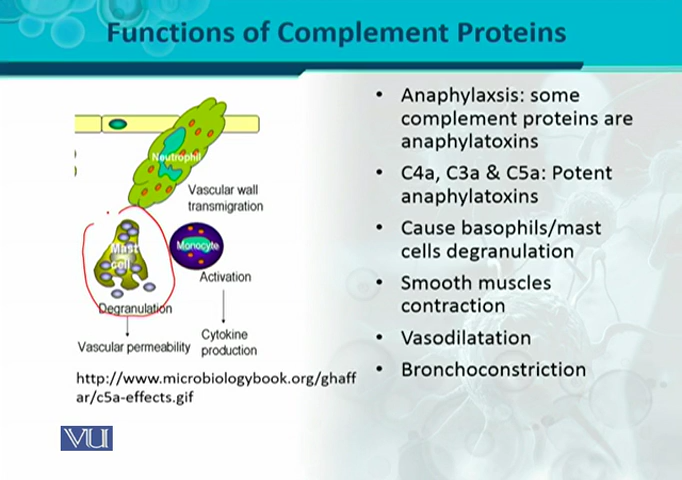 Functions of Complement Proteins
Neutrophil
Vascular wall
transmigration
Mast
cell
Monocyte
Activation
Degranulation
Vascular permeability
Cytokine
production
http://www.microbiologybook.org/ghaff
ar/c5a-effects.gif
VU
• Anaphylaxsis: some
complement proteins are
anaphylatoxins
• C4a, C3a & C5a: Potent
anaphylatoxins
• Cause basophils/mast
cells degranulation
• Smooth muscles
contraction
• Vasodilatation
• Bronchoconstriction